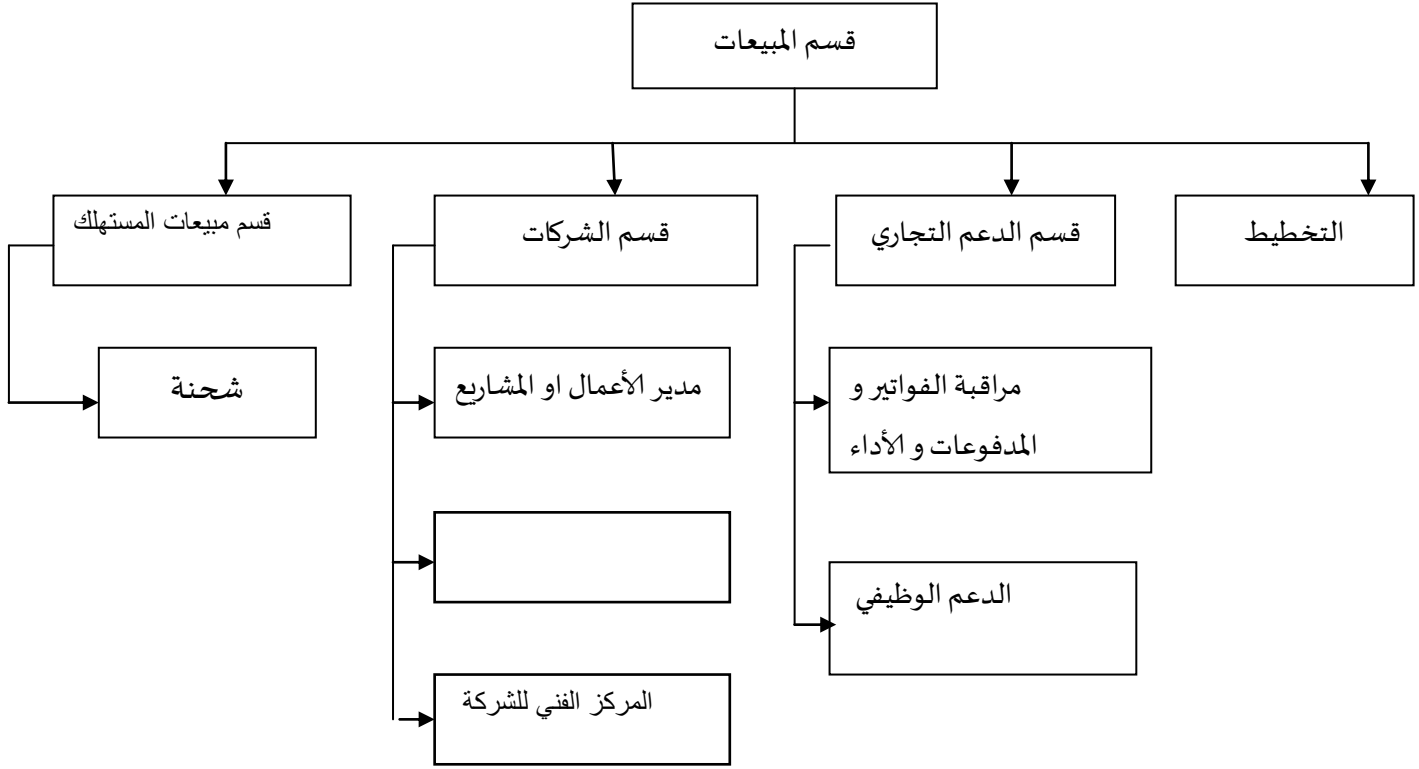 قسم المبيعات
التخطيط
قسم الدعم التجاري
قسم الشركات
قسم مبيعات المستهلك
مراقبة الفواتير و
المدفوعات و الأداء
مدير الأعمال او المشاريع
شحنة
الدعم الوظيفي
المركز الفني للشركة